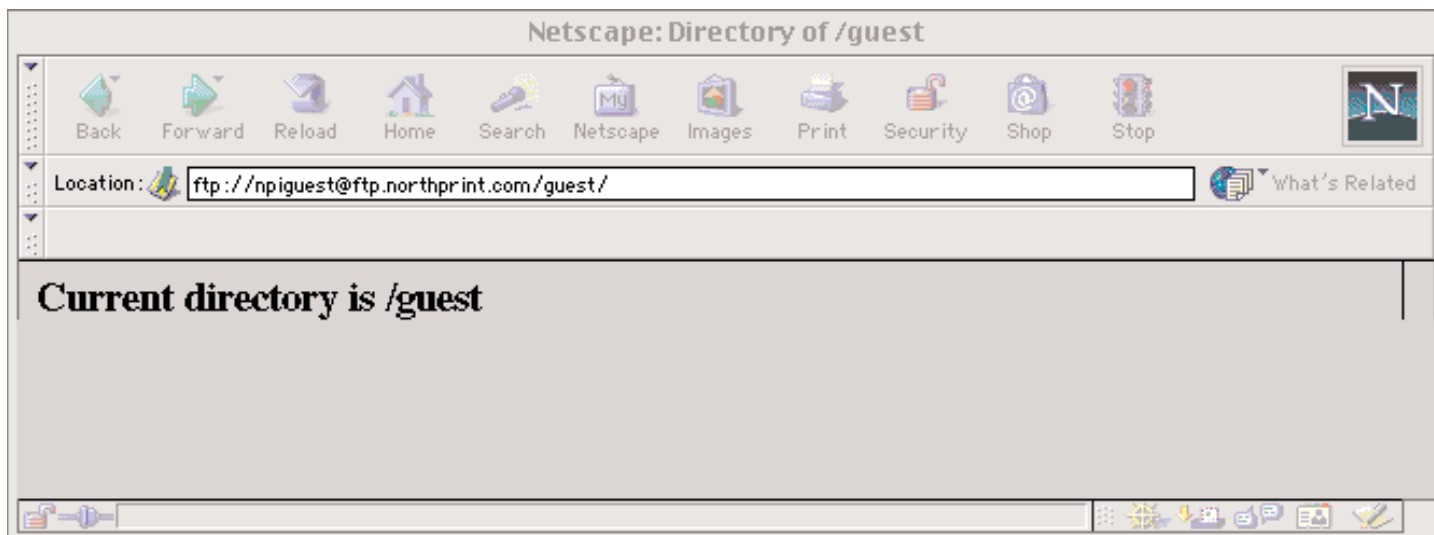 Netscape: Directory of /guest
Back Forward Reload Home Search My Netscape Images Print Security Shop Stop N
Location: ftp://npiguest@ftp.northprint.com/guest/ What's Related
Current directory is /guest